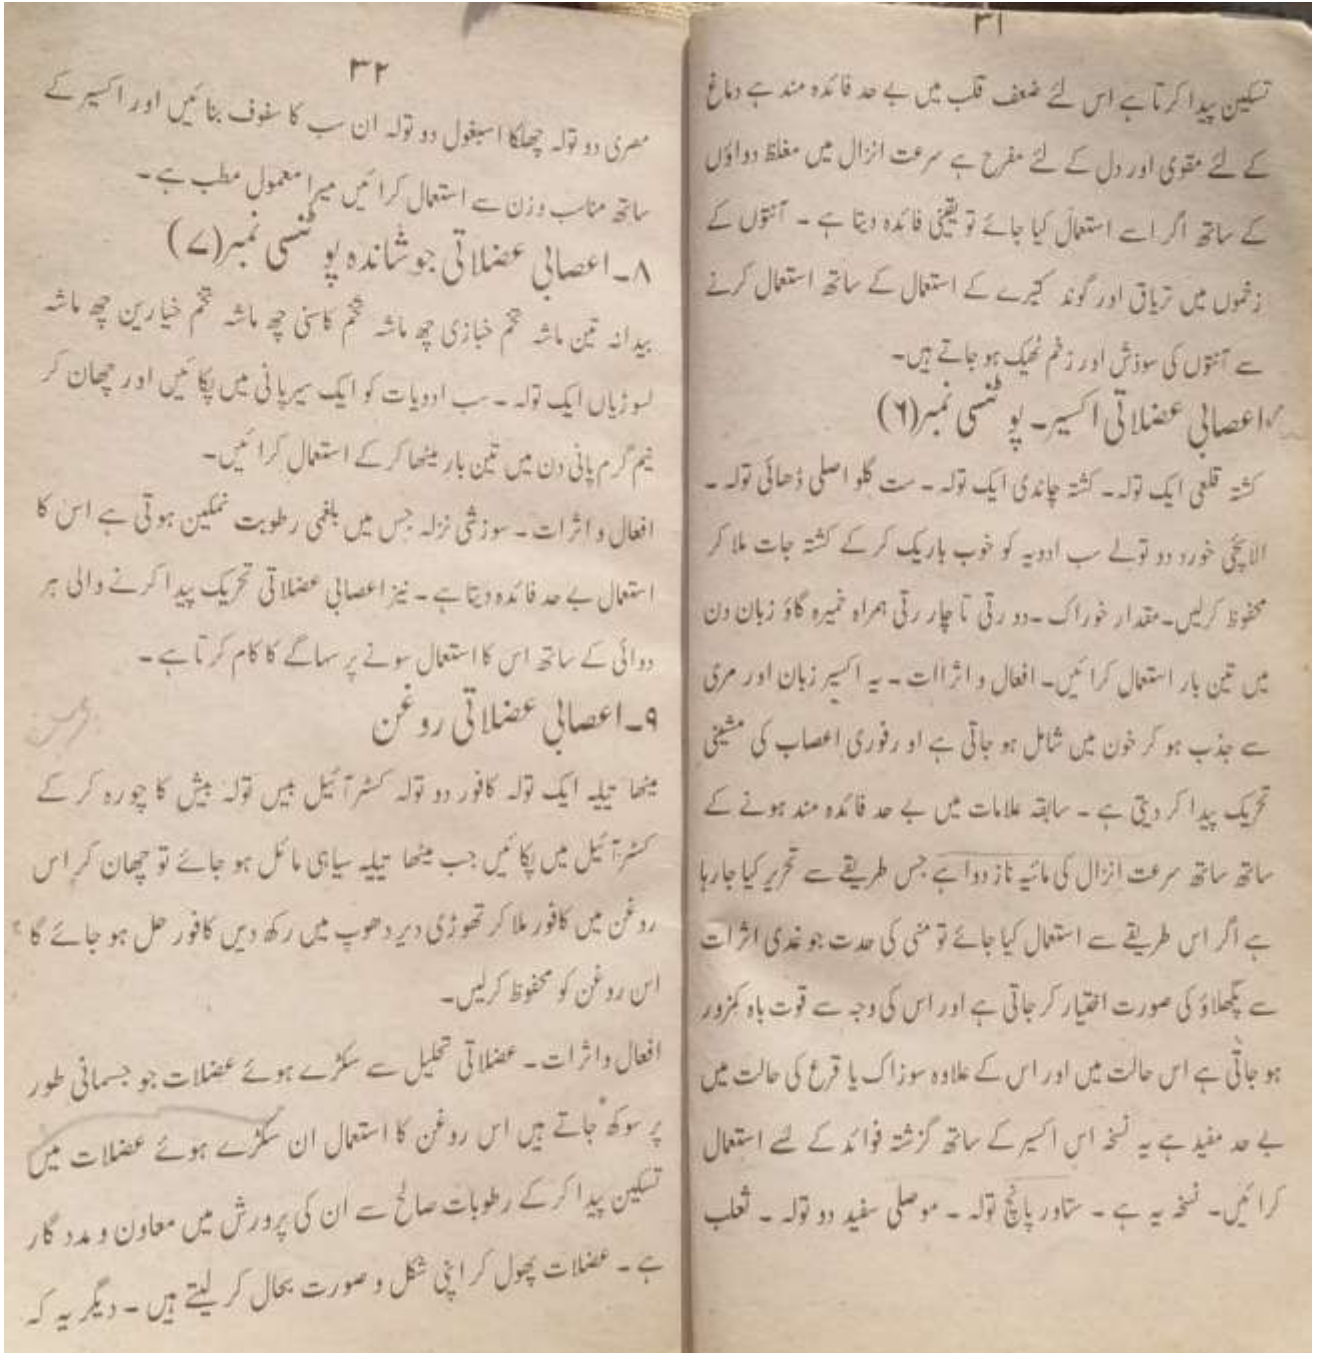 ۳۱
تسکین پیدا کرتا ہے اس لئے ضعف قلب میں بے حد فائدہ مند ہے دماغ
کے لئے مقوی اور دل کے لئے مفرح ہے سرعت انزال میں مغلظ دواؤں
کے ساتھ اگر اسے استعمال کیا جائے تو یقینی فائدہ دیتا ہے ۔ آنتوں کے
زخموں میں تریاق اور گوند کتیرے کے استعمال کے ساتھ استعمال کرنے
سے آنتوں کی سوزش اور زخم ٹھیک ہو جاتے ہیں۔
اعصابی عضلاتی اکسیر۔ پوٹنسی نمبر(۶)
کشتہ قلعی ایک تولہ۔ کشتہ چاندی ایک تولہ ۔ ست گلو اصلی ڈھائی تولہ ۔
الائچی خورد دو تولے سب ادویہ کو خوب باریک کرکے کشتہ جات ملا کر
محفوظ کرلیں۔مقدار خوراک ۔دو رتی تا چار رتی ہمراہ خمیرہ گاؤ زبان دن
میں تین بار استعمال کرائیں۔ افعال و اثراات ۔ یہ اکسیر زبان اور مری
سے جذب ہو کر خون میں شامل ہو جاتی ہے او رفوری اعصاب کی مشینی
تحریک پیدا کر دیتی ہے ۔ سابقہ علامات میں بے حد فائدہ مند ہونے کے
ساتھ ساتھ سرعت انزال کی مائیہ ناز دوا ہے جس طریقے سے تحریر کیا جارہا
ہے اگر اس طریقے سے استعمال کیا جائے تو منی کی حدت جو غدی اثرات
سے پگھلاؤ کی صورت اختیار کر جاتی ہے اور اس کی وجہ سے قوت باہ کمزور
ہو جاتی ہے اس حالت میں اور اس کے علاوہ سوزاک یا قرع کی حالت میں
بے حد مفید ہے یہ نسخہ اس اکسیر کے ساتھ گزشتہ فوائد کے لئے استعمال
کرائیں۔ نسخہ یہ ہے ۔ ستاور پانچ تولہ ۔ موصلی سفید دو تولہ ۔ ثعلب
۳۲
مصری دو تولہ چھلکا اسبغول دو تولہ ان سب کا سفوف بنائیں اور اکسیر کے
ساتھ مناسب وزن سے استعمال کرائیں میرا معمول مطب ہے ۔
۸۔ اعصابی عضلاتی جوشاندہ پوٹنسی نمبر(۷)
بیدانہ تین ماشہ تخم خبازی چھ ماشہ تخم کاسنی چھ ماشہ تخم خیارین چھ ماشہ
لسوڑیاں ایک تولہ ۔ سب ادویات کو ایک سیر پانی میں پکائیں اور چھان کر
نیم گرم پانی دن میں تین بار میٹھا کرکے استعمال کرائیں۔
افعال و اثرات ۔ سوزشی نزلہ جس میں بلغمی رطوبت نمکین ہوتی ہے اس کا
استعمال بے حد فائدہ دیتا ہے ۔ نیز اعصابی عضلاتی تحریک پیدا کرنے والی ہر
دوائی کے ساتھ اس کا استعمال سونے پر سہاگے کا کام کرتا ہے ۔
۹۔ اعصابی عضلاتی روغن
میٹھا تیلیہ ایک تولہ کافور دو تولہ کسٹرآئیل بیس تولہ بیش کا چورہ کرکے
کسٹرآئیل میں پکائیں جب میٹھا تیلیہ سیاہی مائل ہو جائے تو چھان کر اس
روغن میں کافور ملا کر تھوڑی دیر دھوپ میں رکھ دیں کافور حل ہو جائے گا
اس روغن کو محفوظ کرلیں۔
افعال واثرات ۔ عضلاتی تحلیل سے سکڑے ہوئے عضلات جو جسمانی طور
پر سوکھ جاتے ہیں اس روغن کا استعمال ان سکڑے ہوئے عضلات میں
تسکین پیدا کرکے رطوبات صالح سے ان کی پرورش میں معاون و مدد گار
ہے ۔ عضلات پھول کر اپنی شکل و صورت بحال کر لیتے ہیں ۔ دیگر یہ کہ